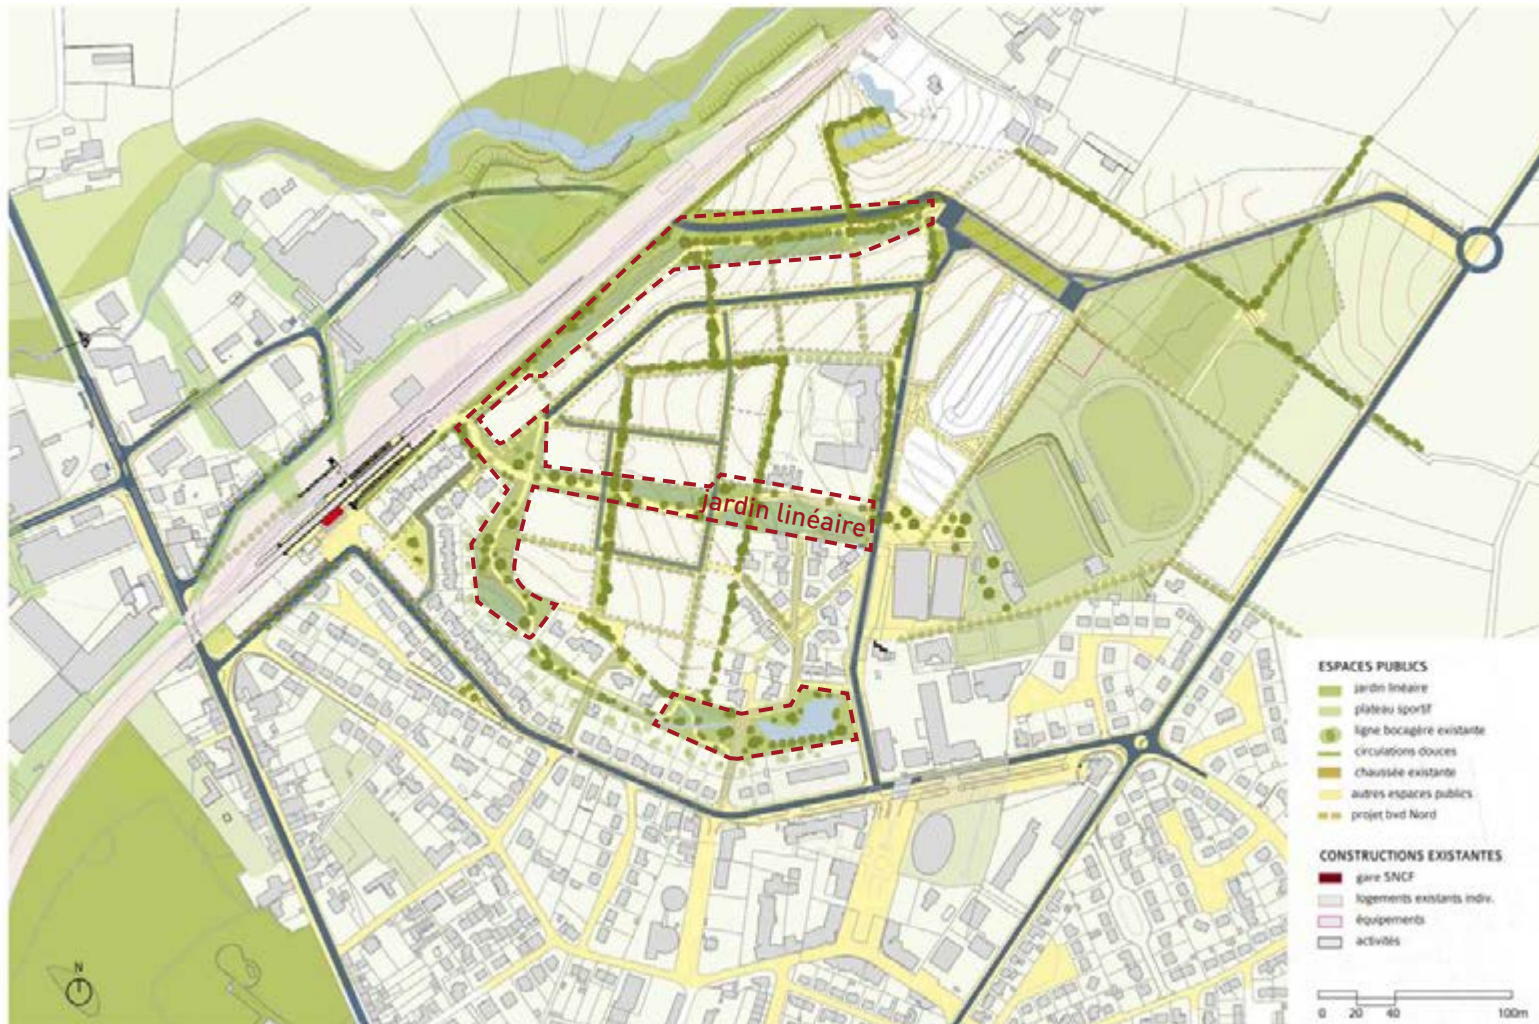 jardin linéaire
ESPACES PUBLICS
jardin linéaire
plateau sportif
ligne bocagère existante
circulations douces
chaussée existante
autres espaces publics
projet bvd Nord
CONSTRUCTIONS EXISTANTES
gare SNCF
logements existants indiv.
équipements
activités
N
0 20 40 100m